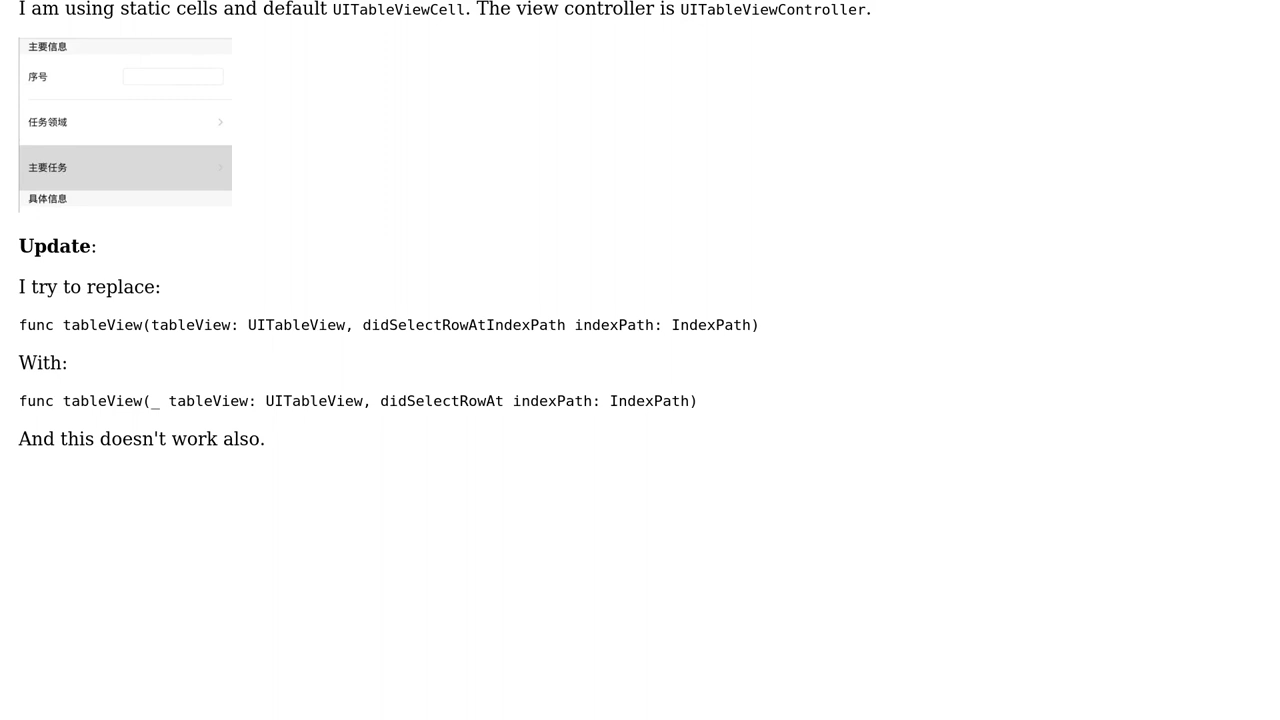 I am using static cells and default UITableViewCell. The view controller is UITableViewController.
主要信息
序号
任务领域
主要任务
具体信息
Update:
I try to replace:
func tableView(tableView: UITableView, didSelectRowAtIndexPath indexPath: IndexPath)
With:
func tableView(_ tableView: UITableView, didSelectRowAt indexPath: IndexPath)
And this doesn't work also.